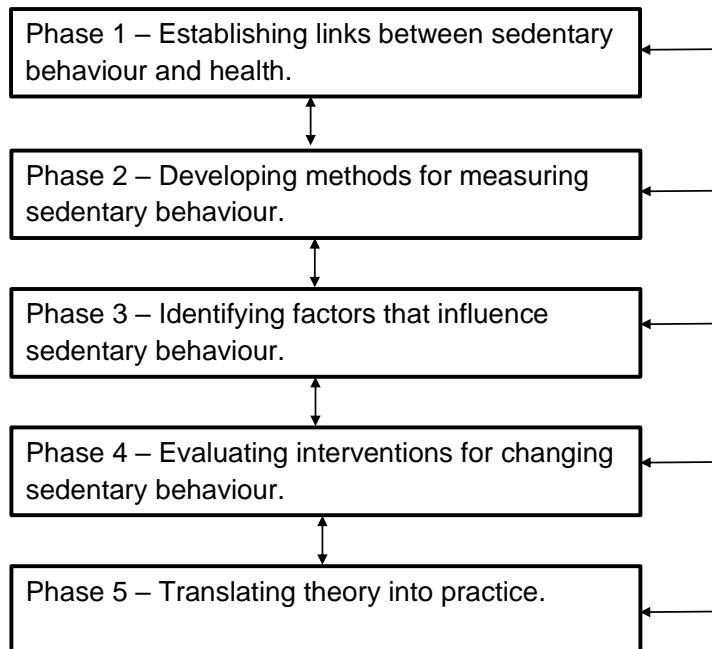 Phase 1 – Establishing links between sedentary
behaviour and health.
Phase 2 – Developing methods for measuring
sedentary behaviour.
Phase 3 – Identifying factors that influence
sedentary behaviour.
Phase 4 – Evaluating interventions for changing
sedentary behaviour.
Phase 5 – Translating theory into practice.